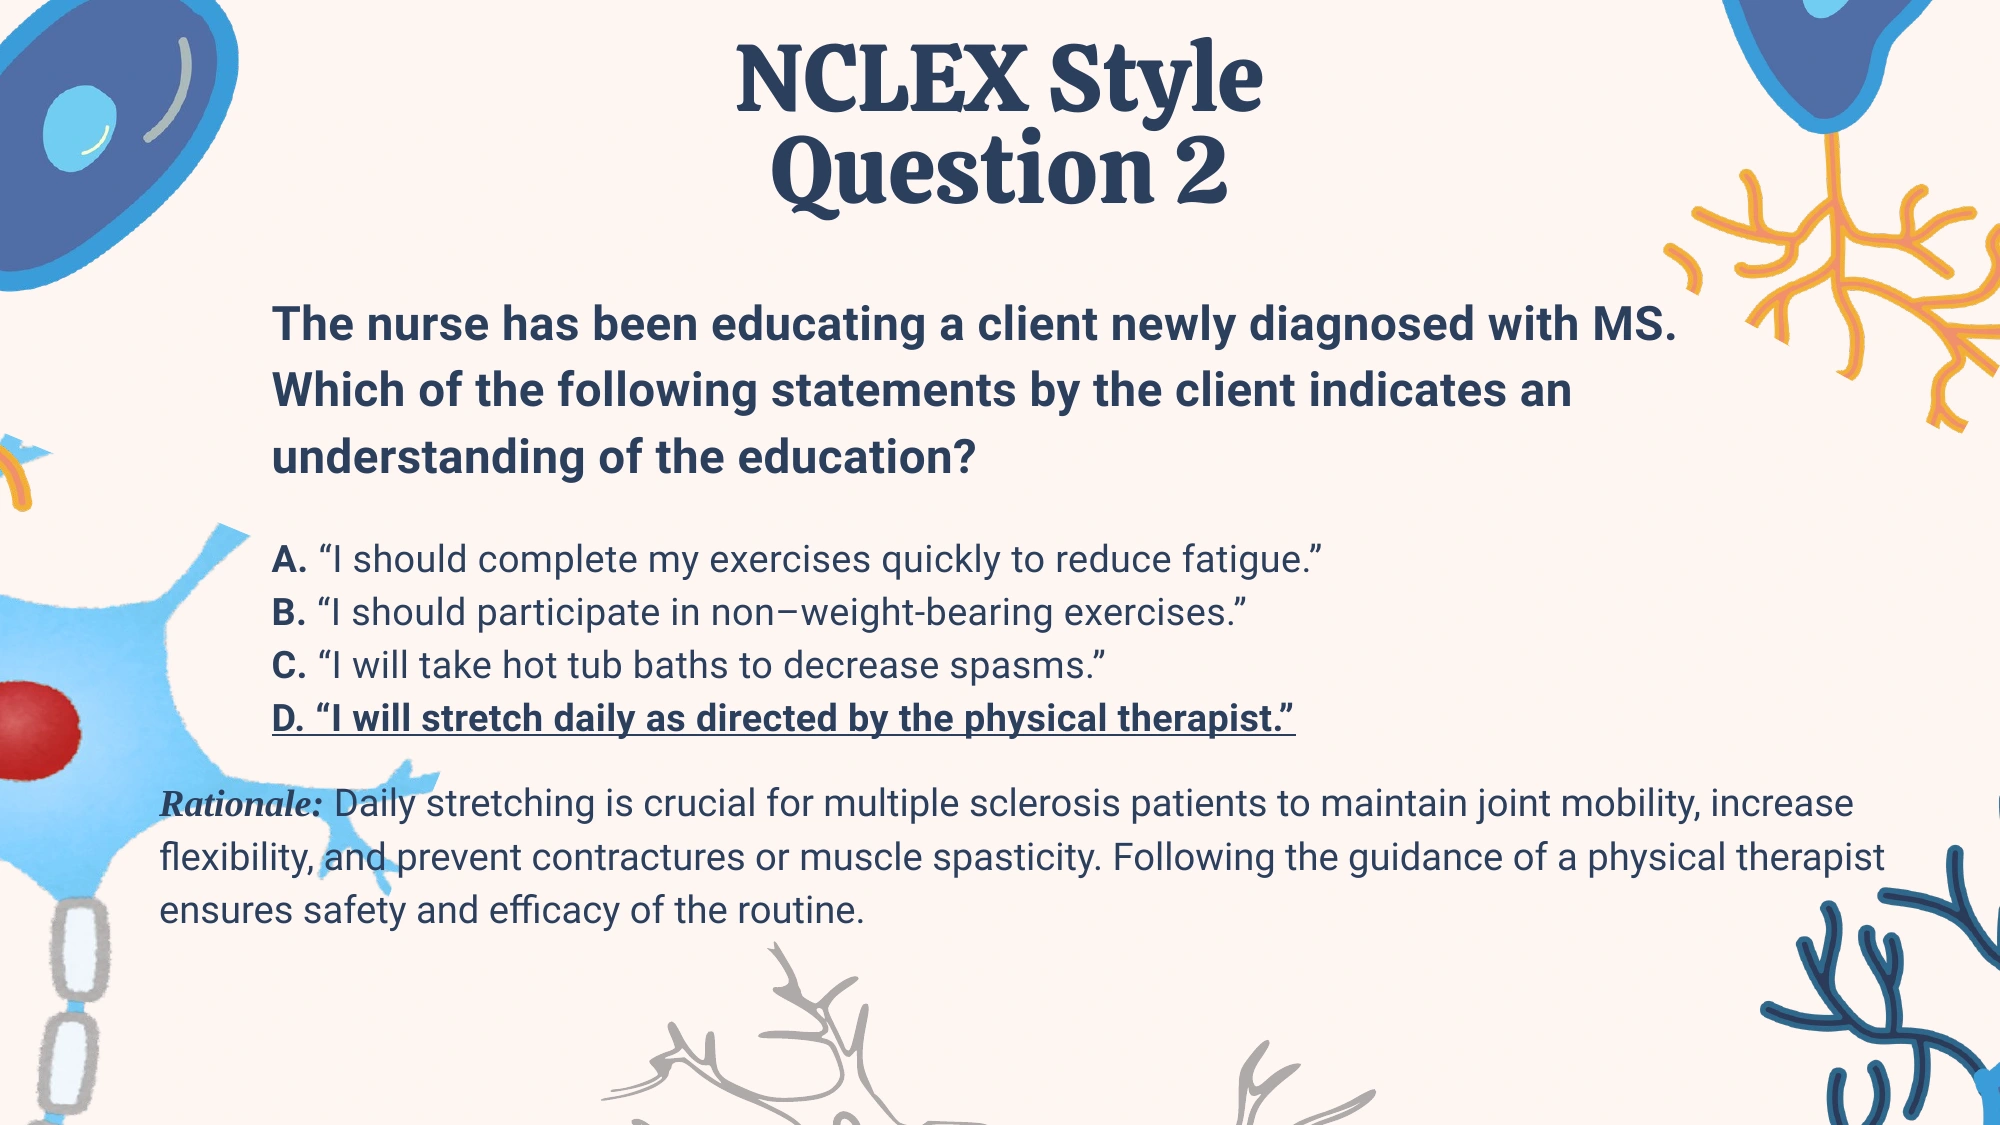 NCLEX Style
Question 2
The nurse has been educating a client newly diagnosed with MS.
Which of the following statements by the client indicates an
understanding of the education?
A. “I should complete my exercises quickly to reduce fatigue.”
B. “I should participate in non–weight-bearing exercises.”
C. “I will take hot tub baths to decrease spasms.”
D. “I will stretch daily as directed by the physical therapist.”
Rationale: Daily stretching is crucial for multiple sclerosis patients to maintain joint mobility, increase
flexibility, and prevent contractures or muscle spasticity. Following the guidance of a physical therapist
ensures safety and efficacy of the routine.